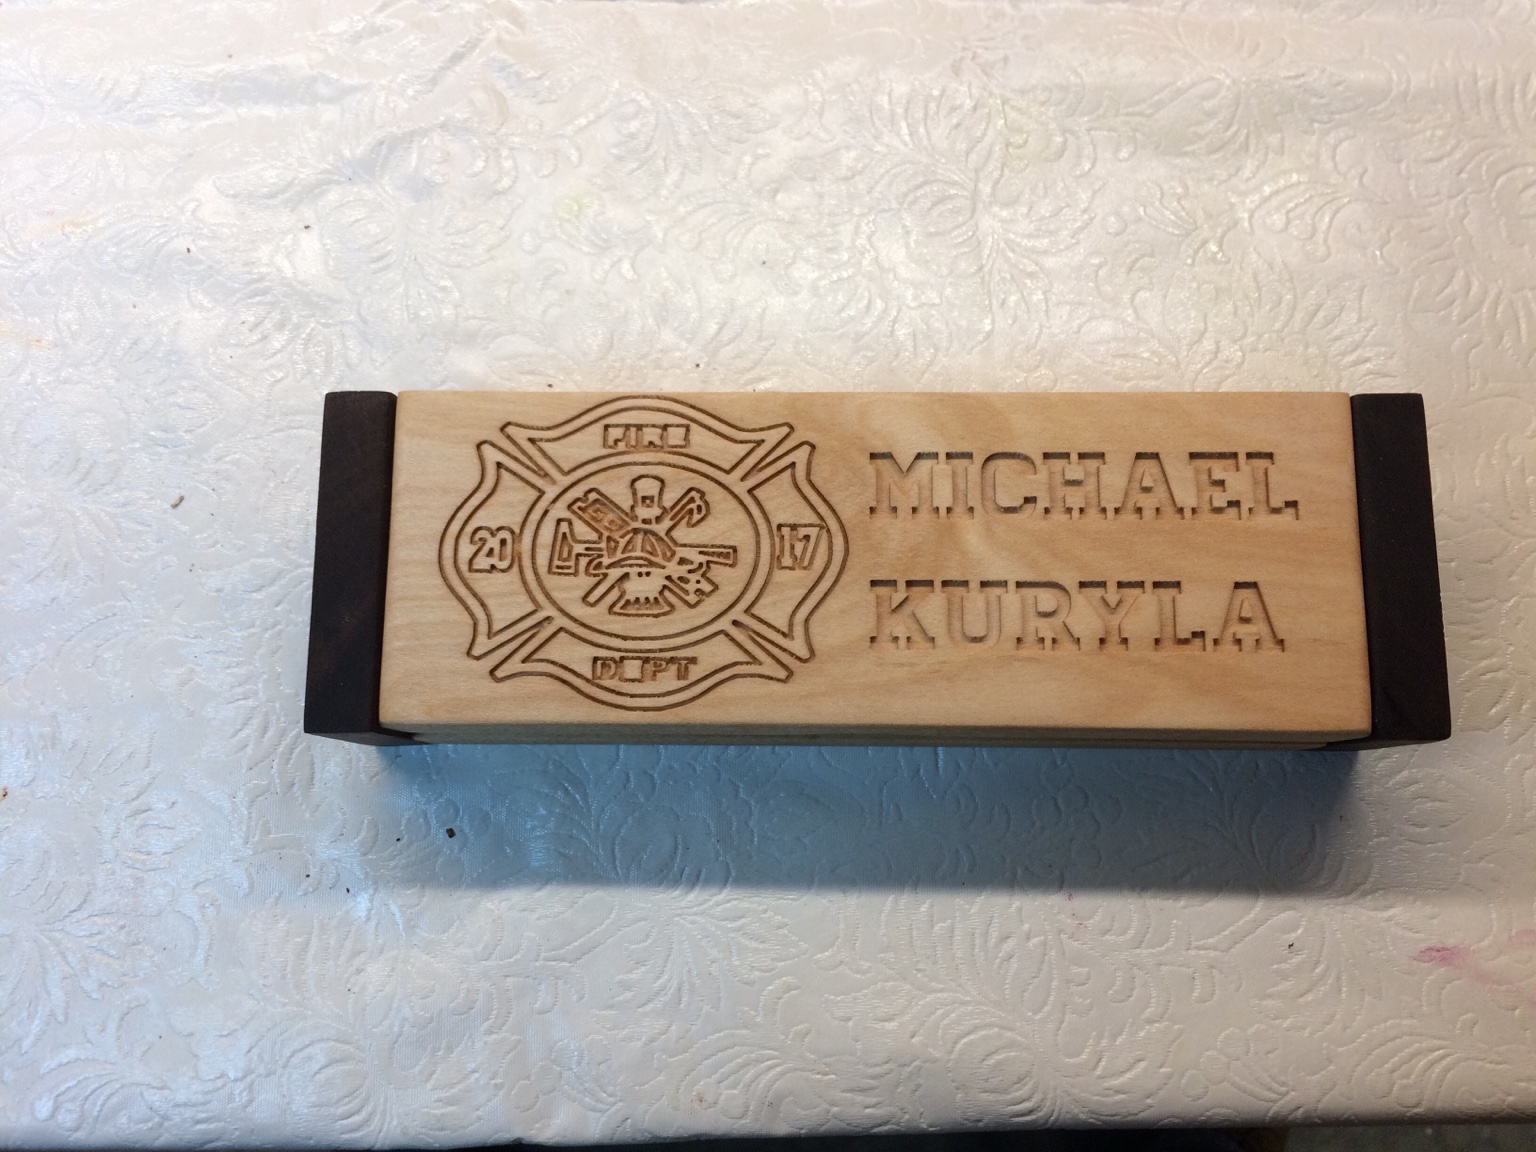 FIRE
20 17
DEPT
MICHAEL
KURYLA